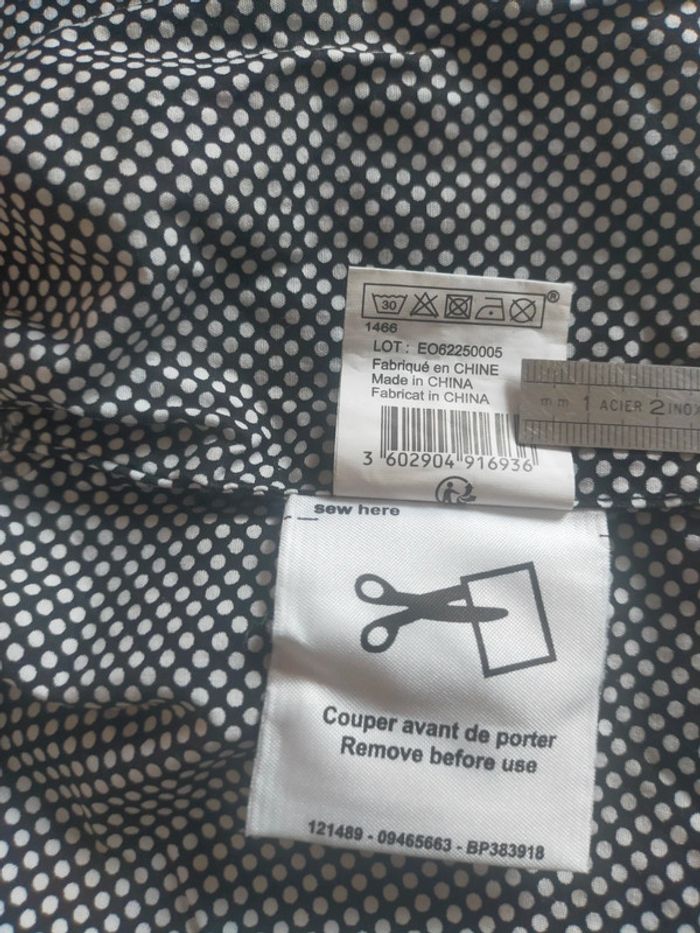 30
®
1466
LOT : EO62250005
Fabriqué en CHINE
Made in CHINA
Fabricat in CHINA
3 602904 916936
mm 1 ACIER 2 INOX
sew here
Couper avant de porter
Remove before use
121489 - 09465663 - BP383918